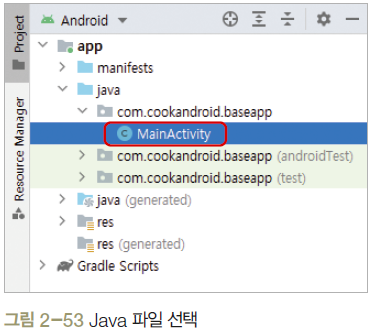 Project
Resource Manager
Android
app
manifests
java
com.cookandroid.baseapp
C MainActivity
com.cookandroid.baseapp (androidTest)
com.cookandroid.baseapp (test)
java (generated)
res
res (generated)
Gradle Scripts
그림 2-53 Java 파일 선택